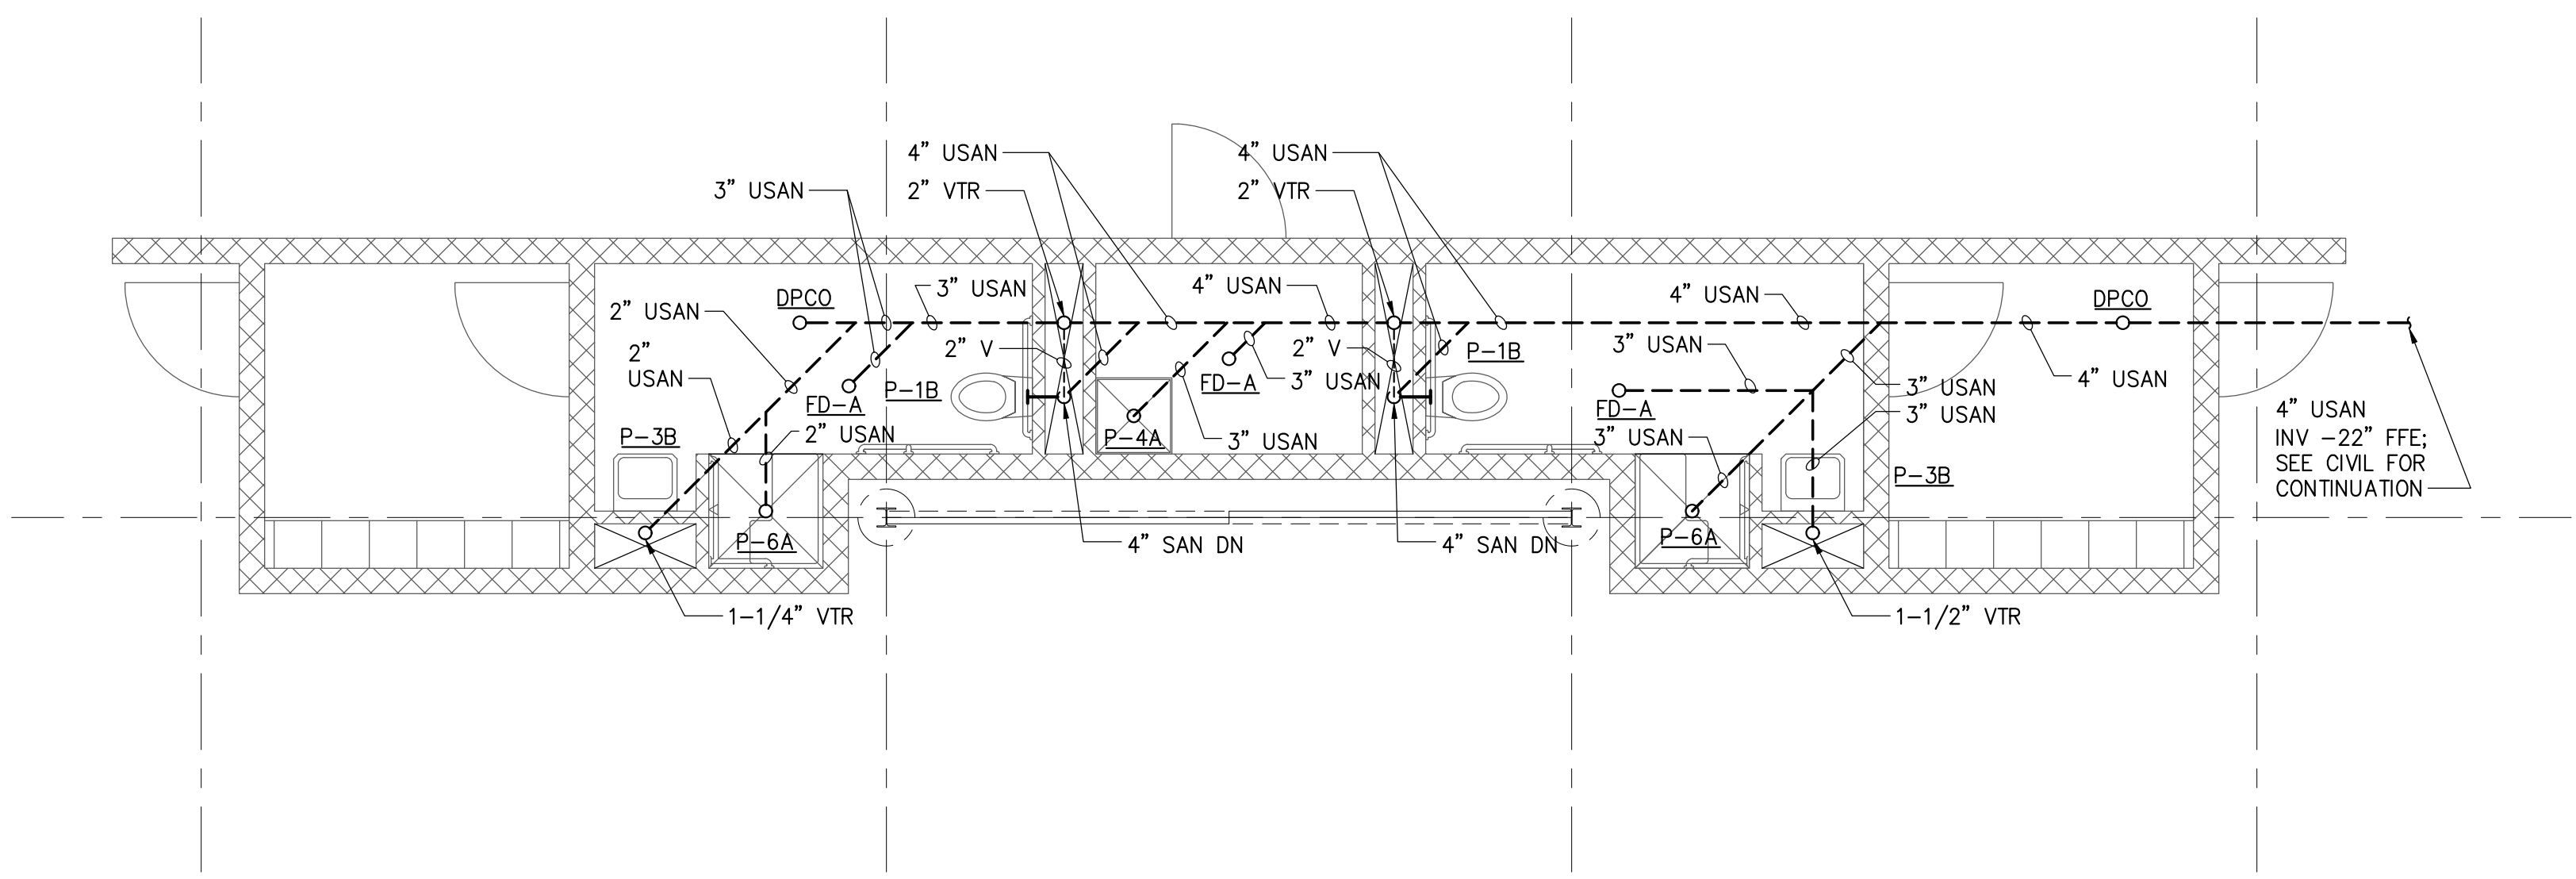 4” USAN
4” USAN
3” USAN
2” VTR
2” VTR
DPCO
3” USAN
4” USAN
4” USAN
DPCO
2” USAN
2”
USAN
2” V
2” V
P-1B
3” USAN
FD-A
P-1B
FD-A
3” USAN
3” USAN
4” USAN
FD-A
3” USAN
P-3B
2” USAN
P-4A
3” USAN
3” USAN
P-3B
4” USAN
INV -22” FFE;
SEE CIVIL FOR
CONTINUATION
P-6A
4” SAN DN
4” SAN DN
P-6A
1-1/4” VTR
1-1/2” VTR